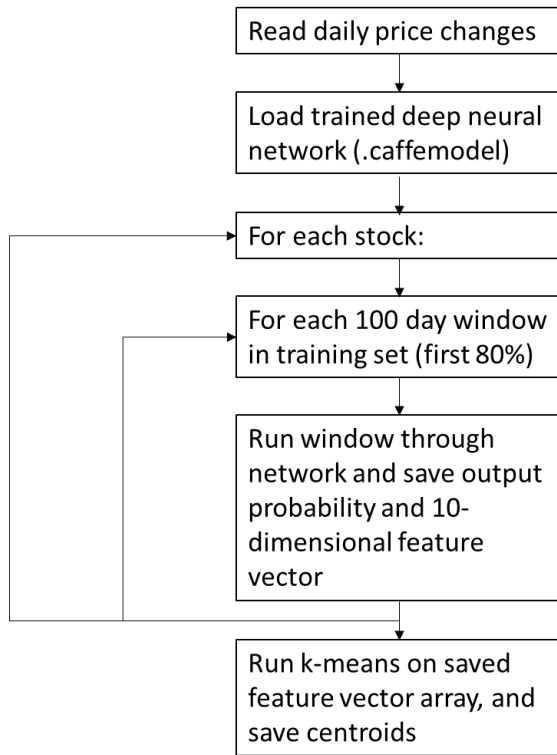 Read daily price changes
Load trained deep neural
network (.caffemodel)
For each stock:
For each 100 day window
in training set (first 80%)
Run window through
network and save output
probability and 10-
dimensional feature
vector
Run k-means on saved
feature vector array, and
save centroids